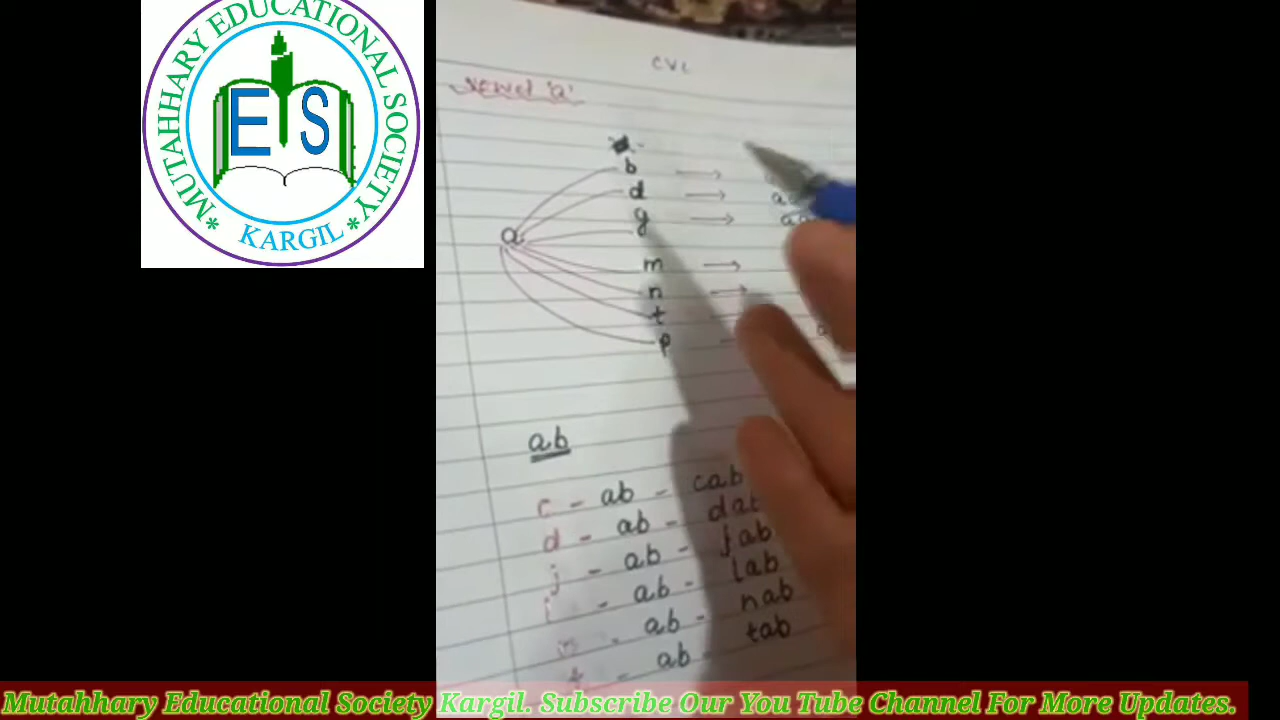 MUTAHHARY EDUCATIONAL SOCIETY
E S
* KARGIL *
CVC
Vowel 'a'
b →
d → a
g → a
a
m →
n →
t
p
ab
c - ab - cab
d - ab - dab
j - ab - jab
l - ab - lab
n - ab - nab
t - ab - tab
Mutahhary Educational Society Kargil. Subscribe Our You Tube Channel For More Updates.